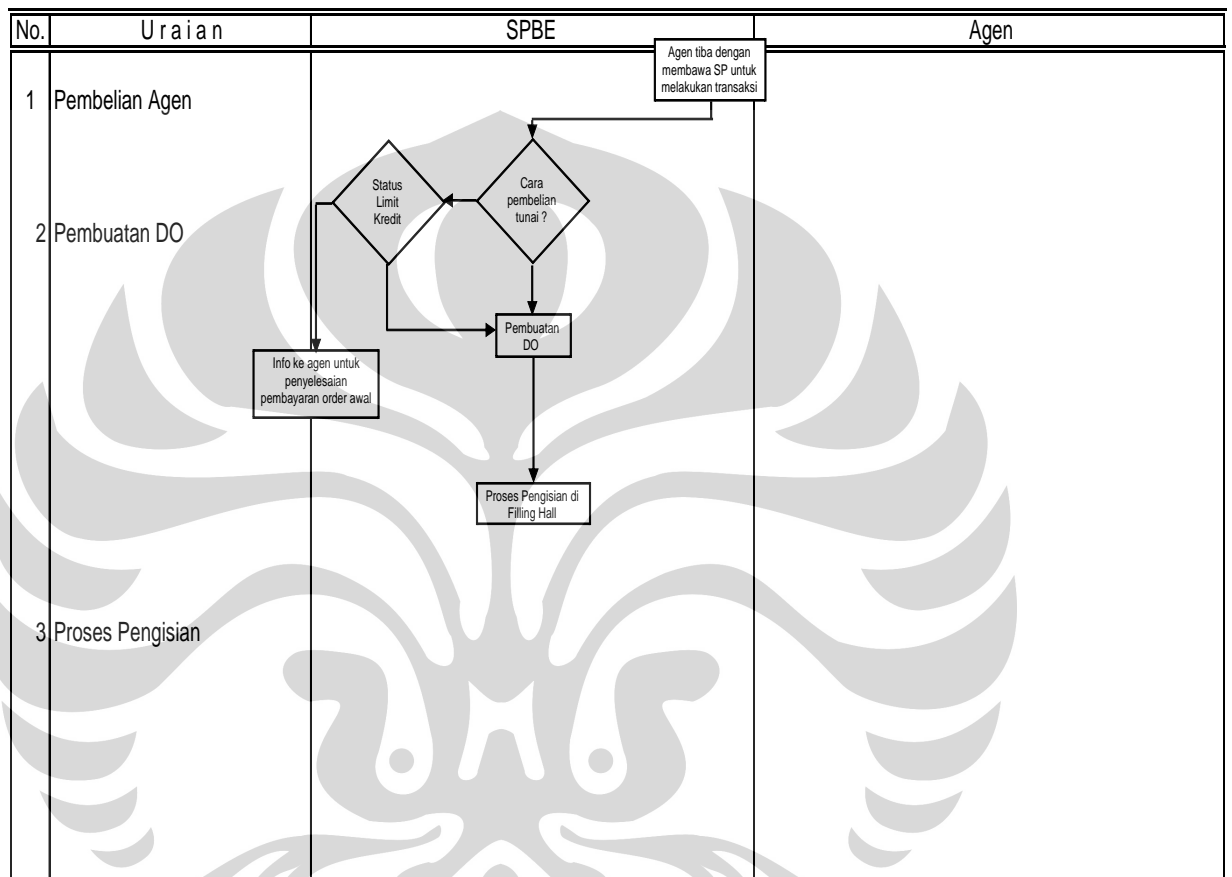 No. U r a i a n SPBE Agen
Agen tiba dengan
membawa SP untuk
melakukan transaksi
1 Pembelian Agen
Status
Limit
Kredit
Cara
pembelian
tunai ?
2 Pembuatan DO
Pembuatan
DO
Info ke agen untuk
penyelesaian
pembayaran order awal
Proses Pengisian di
Filling Hall
3 Proses Pengisian